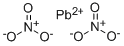 Pb2+
O O
N+ N+
-O O- -O O-